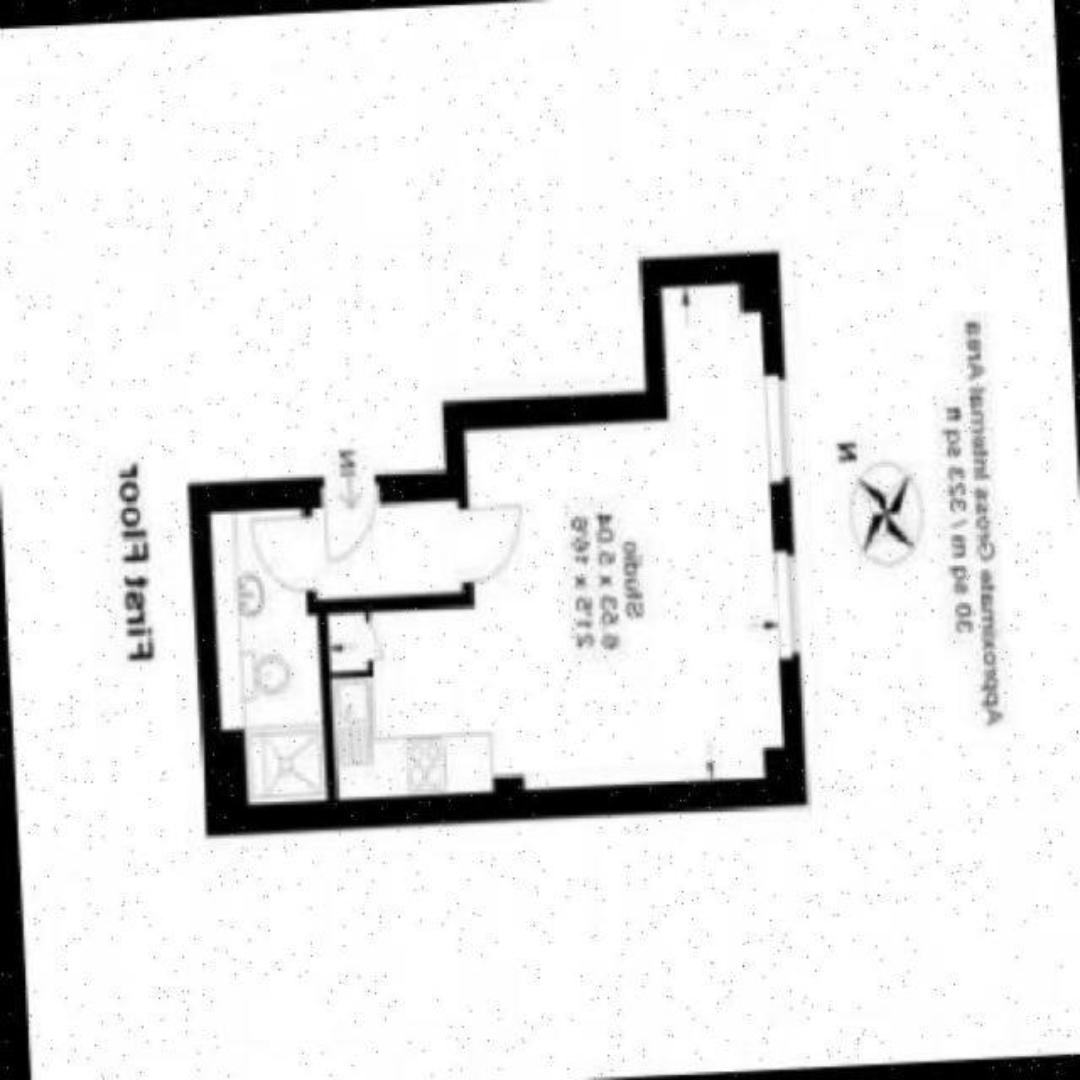 Approximate Gross Internal Area
30 sq m / 323 sq ft
N
Studio
6.53 x 5.04
21'5 x 16'6
IN
First Floor